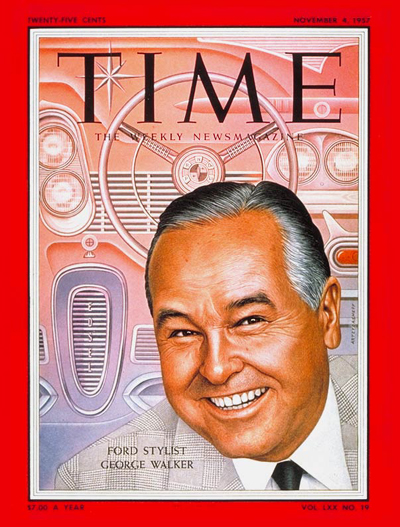 TWENTY-FIVE CENTS
NOVEMBER 4, 1957
TIME
THE WEEKLY NEWSMAGAZINE
FORD STYLIST
GEORGE WALKER
$7.00 A YEAR
VOL. LXX NO. 19